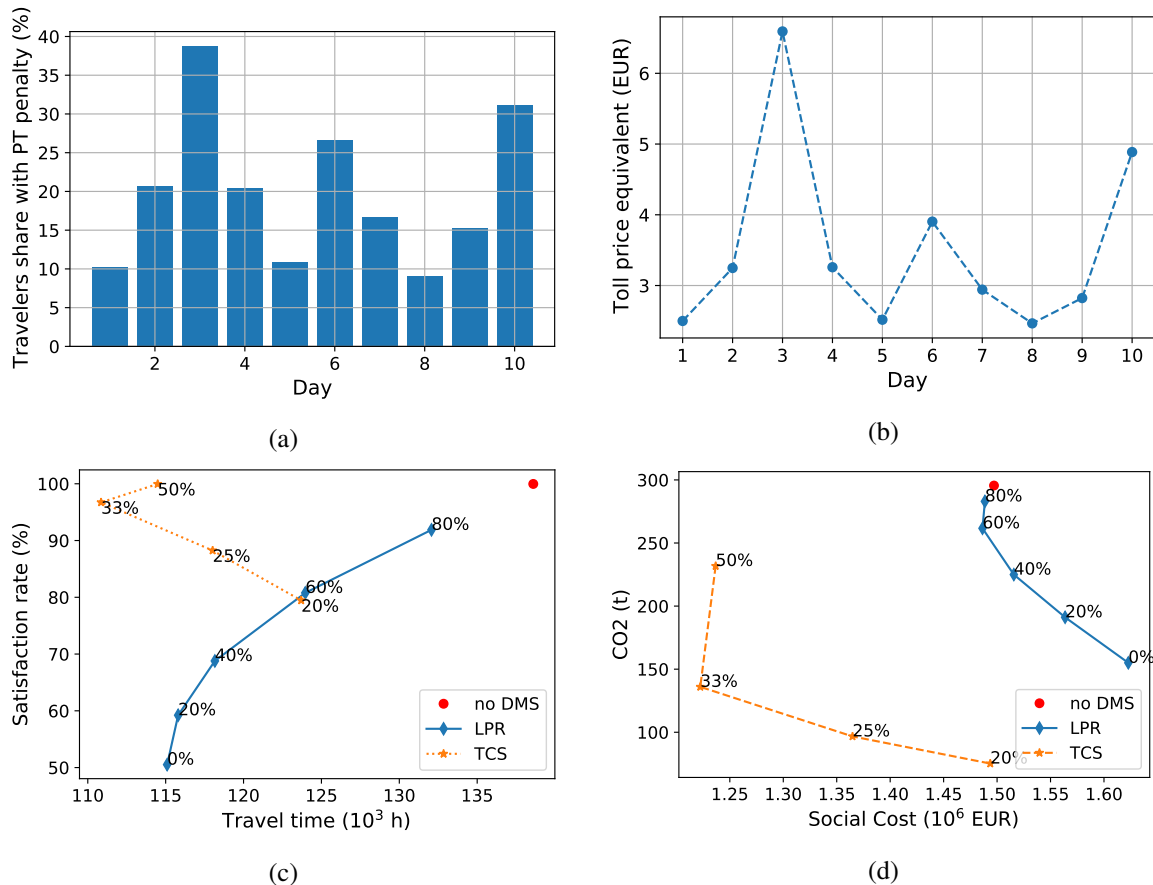 Travelers share with PT penalty (%)
40
35
30
25
20
15
10
5
0
2 4 6 8 10
Day
(a)
Toll price equivalent (EUR)
6
5
4
3
1 2 3 4 5 6 7 8 9 10
Day
(b)
Satisfaction rate (%)
100
90
80
70
60
50
50%
33%
25%
20%
80%
60%
40%
20%
0%
no DMS
LPR
TCS
110 115 120 125 130 135
Travel time (10³ h)
(c)
CO2 (t)
300
250
200
150
100
80%
60%
40%
20%
0%
50%
33%
25%
20%
no DMS
LPR
TCS
1.25 1.30 1.35 1.40 1.45 1.50 1.55 1.60
Social Cost (10⁶ EUR)
(d)